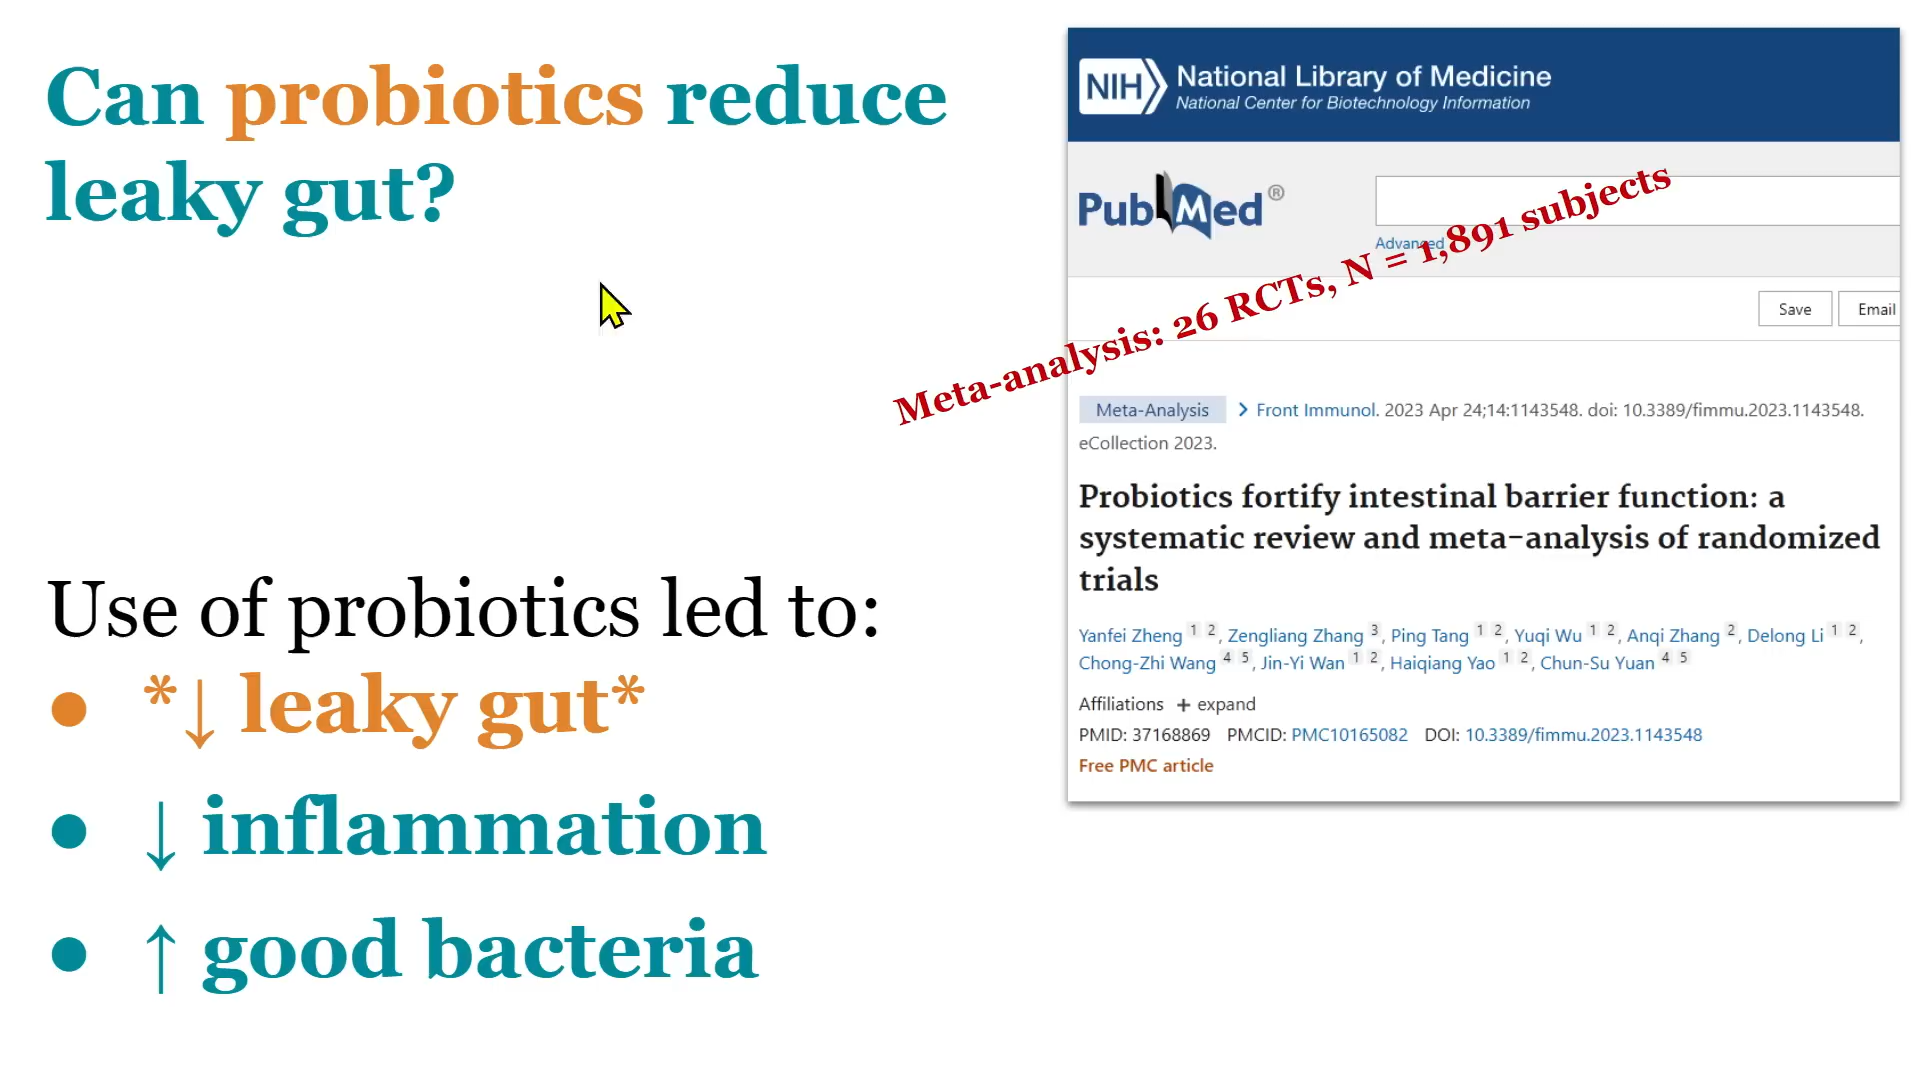 Can probiotics reduce
leaky gut?
Use of probiotics led to:
● *↓ leaky gut*
● ↓ inflammation
● ↑ good bacteria
Meta-analysis: 26 RCTs, N = 1,891 subjects
NIH National Library of Medicine
National Center for Biotechnology Information
PubMed®
Advanced
Save Email
Meta-Analysis > Front Immunol. 2023 Apr 24;14:1143548. doi: 10.3389/fimmu.2023.1143548.
eCollection 2023.
Probiotics fortify intestinal barrier function: a
systematic review and meta-analysis of randomized
trials
Yanfei Zheng 1 2, Zengliang Zhang 3, Ping Tang 1 2, Yuqi Wu 1 2, Anqi Zhang 2, Delong Li 1 2,
Chong-Zhi Wang 4 5, Jin-Yi Wan 1 2, Haiqiang Yao 1 2, Chun-Su Yuan 4 5
Affiliations + expand
PMID: 37168869 PMCID: PMC10165082 DOI: 10.3389/fimmu.2023.1143548
Free PMC article